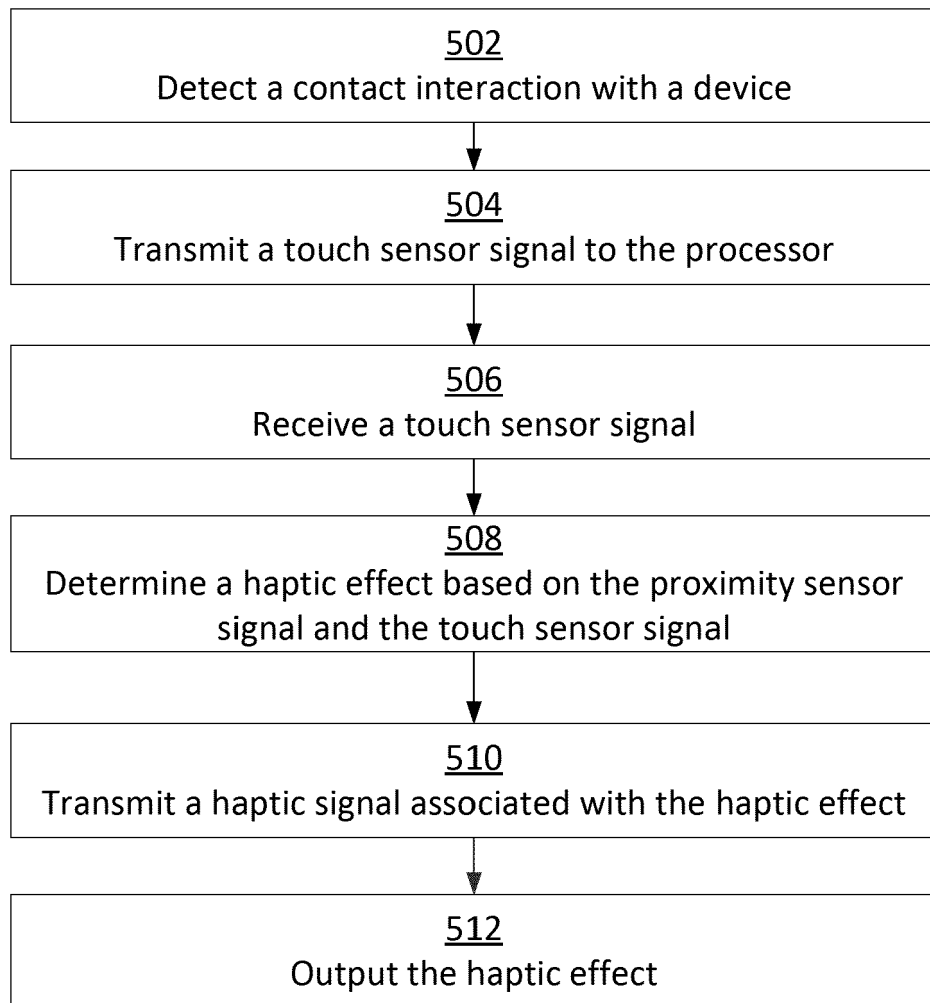 502
Detect a contact interaction with a device
504
Transmit a touch sensor signal to the processor
506
Receive a touch sensor signal
508
Determine a haptic effect based on the proximity sensor
signal and the touch sensor signal
510
Transmit a haptic signal associated with the haptic effect
512
Output the haptic effect